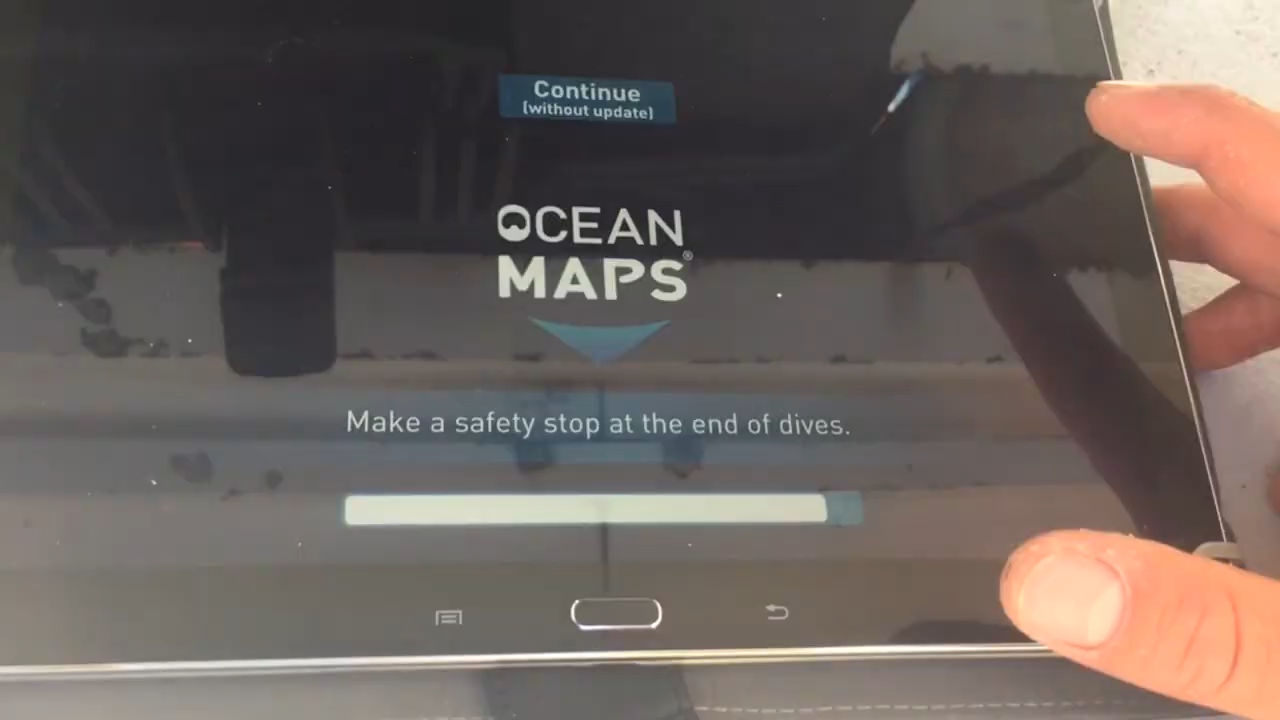 Continue
(without update)
OCEAN
MAPS®
Make a safety stop at the end of dives.